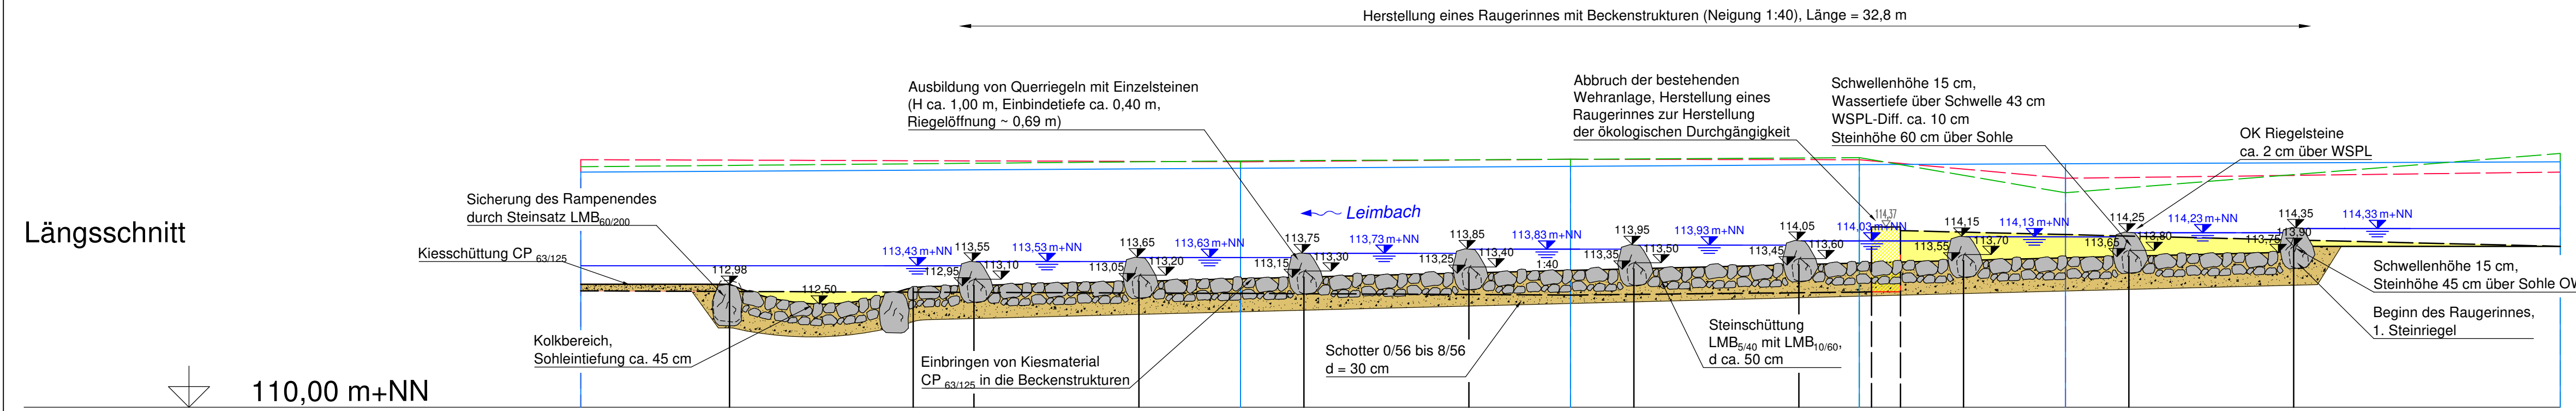 Herstellung eines Raugerinnes mit Beckenstrukturen (Neigung 1:40), Länge = 32,8 m
Ausbildung von Querriegeln mit Einzelsteinen
(H ca. 1,00 m, Einbindetiefe ca. 0,40 m,
Riegelöffnung ~ 0,69 m)
Abbruch der bestehenden
Wehranlage, Herstellung eines
Raugerinnes zur Herstellung
der ökologischen Durchgängigkeit
Schwellenhöhe 15 cm,
Wassertiefe über Schwelle 43 cm
WSPL-Diff. ca. 10 cm
Steinhöhe 60 cm über Sohle
OK Riegelsteine
ca. 2 cm über WSPL
Sicherung des Rampenendes
durch Steinsatz LMB60/200
Kiesschüttung CP 63/125
Längsschnitt
Leimbach
112,98
112,50
113,43 m+NN
112,95
113,55
113,10
113,53 m+NN
113,05
113,65
113,20
113,63 m+NN
113,15
113,75
113,30
113,73 m+NN
113,25
113,85
113,40
113,83 m+NN
1:40
113,35
113,95
113,50
113,93 m+NN
113,45
114,05
113,60
114,03 m+NN
114,37
113,55
114,15
113,70
114,13 m+NN
113,65
114,25
113,80
114,23 m+NN
113,75
114,35
113,90
114,33 m+NN
Schwellenhöhe 15 cm,
Steinhöhe 45 cm über Sohle OW
Beginn des Raugerinnes,
1. Steinriegel
Kolkbereich,
Sohleintiefung ca. 45 cm
Einbringen von Kiesmaterial
CP 63/125 in die Beckenstrukturen
Schotter 0/56 bis 8/56
d = 30 cm
Steinschüttung
LMB5/40 mit LMB10/60,
d ca. 50 cm
110,00 m+NN